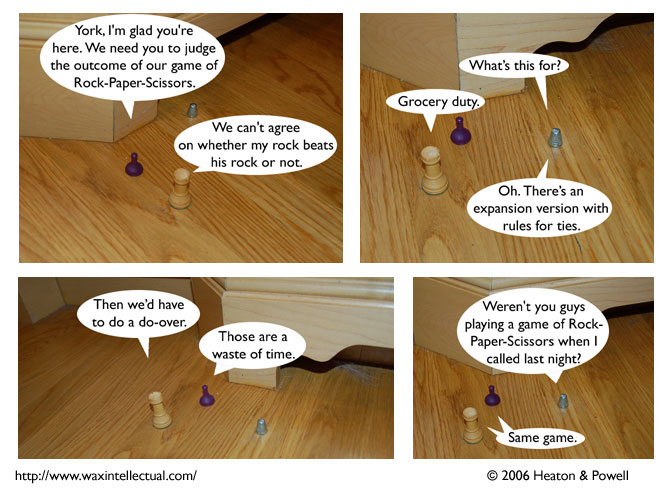 York, I'm glad you're
here. We need you to judge
the outcome of our game of
Rock-Paper-Scissors.
We can't agree
on whether my rock beats
his rock or not.
What's this for?
Grocery duty.
Oh. There's an
expansion version with
rules for ties.
Then we'd have
to do a do-over.
Those are a
waste of time.
Weren't you guys
playing a game of Rock-
Paper-Scissors when I
called last night?
Same game.
http://www.waxintellectual.com/
© 2006 Heaton & Powell